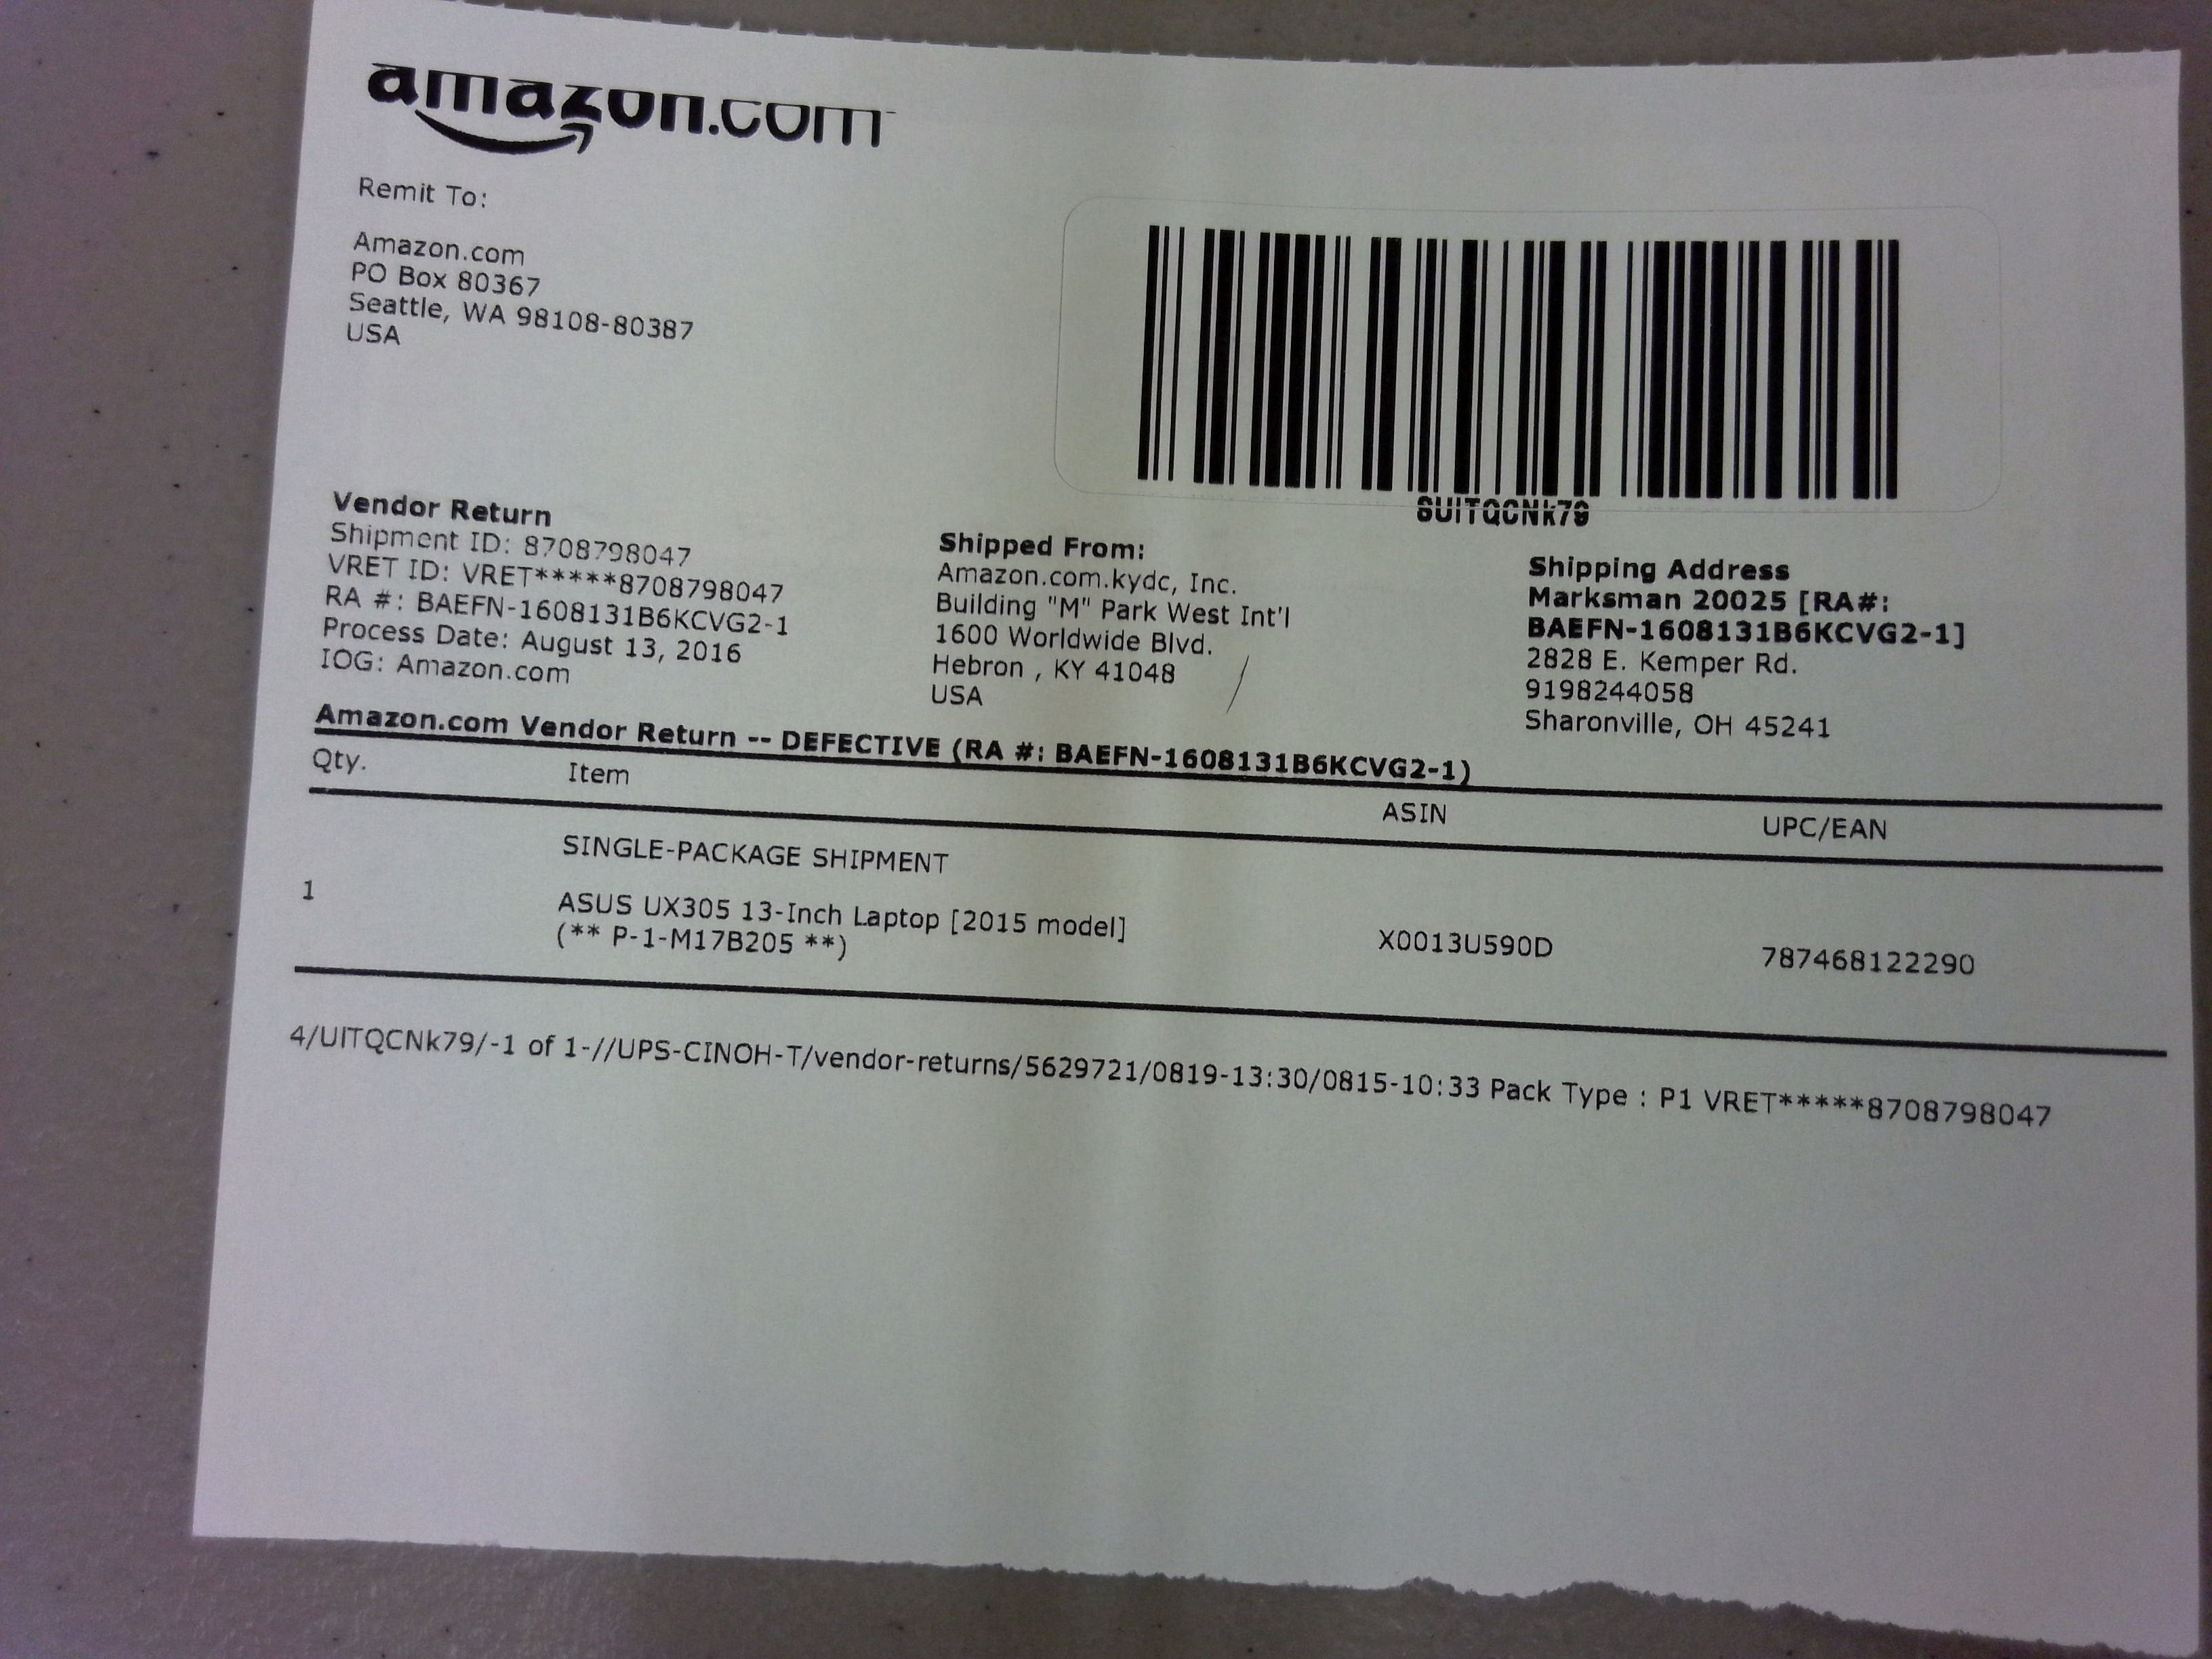 amazon.com
Remit To:
Amazon.com
PO Box 80367
Seattle, WA 98108-80387
USA
8UITQCNk79
Vendor Return
Shipment ID: 8708798047
VRET ID: VRET*****8708798047
RA #: BAEFN-1608131B6KCVG2-1
Process Date: August 13, 2016
IOG: Amazon.com
Shipped From:
Amazon.com.kydc, Inc.
Building "M" Park West Int'l
1600 Worldwide Blvd.
Hebron , KY 41048
USA
Shipping Address
Marksman 20025 [RA#:
BAEFN-1608131B6KCVG2-1]
2828 E. Kemper Rd.
9198244058
Sharonville, OH 45241
Amazon.com Vendor Return -- DEFECTIVE (RA #: BAEFN-1608131B6KCVG2-1)
Qty. Item ASIN UPC/EAN
SINGLE-PACKAGE SHIPMENT
1 ASUS UX305 13-Inch Laptop [2015 model] X0013U590D 787468122290
(** P-1-M17B205 **)
4/UITQCNk79/-1 of 1-//UPS-CINOH-T/vendor-returns/5629721/0819-13:30/0815-10:33 Pack Type : P1 VRET*****8708798047